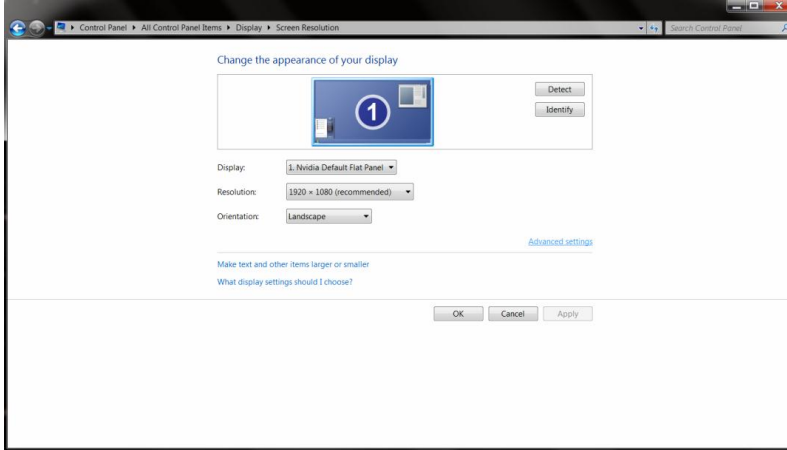 Control Panel ▸ All Control Panel Items ▸ Display ▸ Screen Resolution
Search Control Panel
Change the appearance of your display
1
Detect
Identify
Display: 1. Nvidia Default Flat Panel
Resolution: 1920 × 1080 (recommended)
Orientation: Landscape
Advanced settings
Make text and other items larger or smaller
What display settings should I choose?
OK Cancel Apply